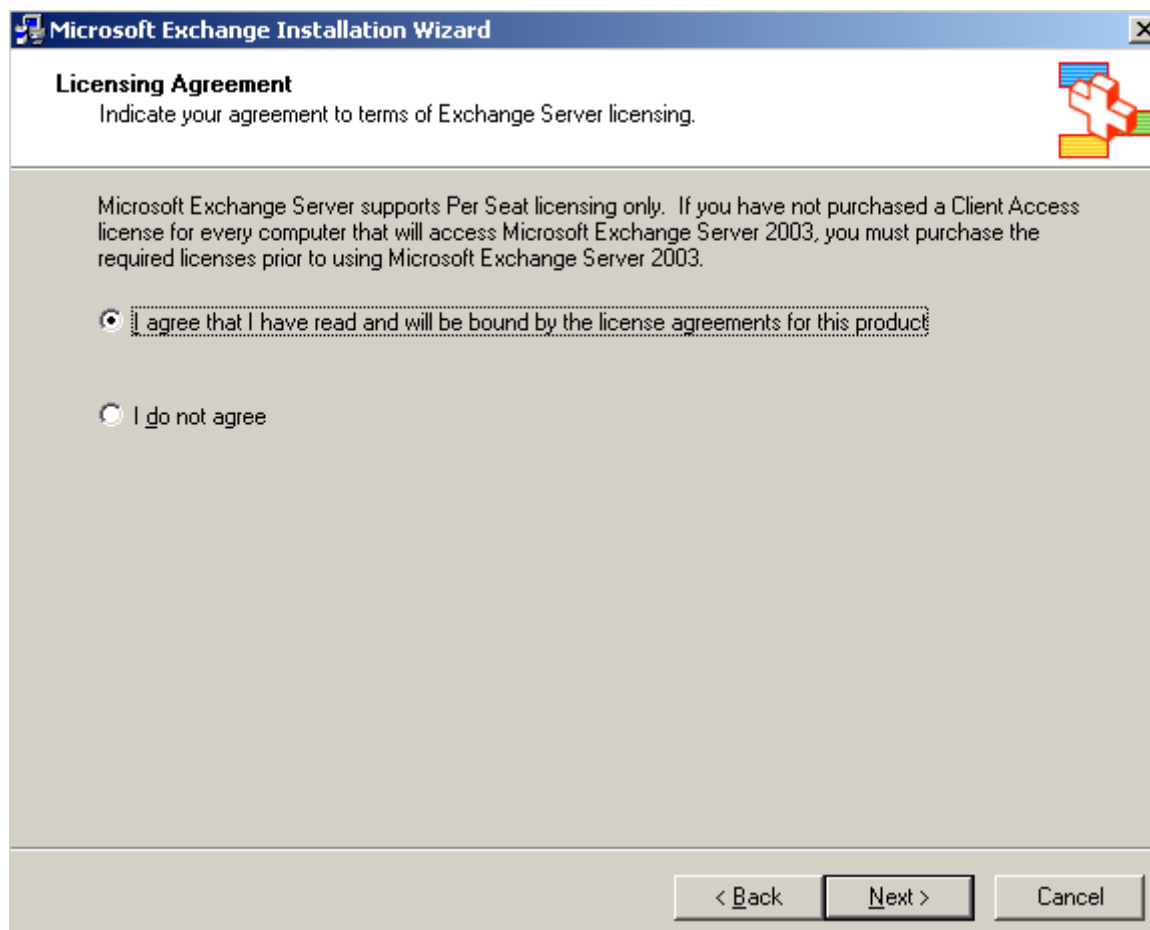 Microsoft Exchange Installation Wizard
Licensing Agreement
Indicate your agreement to terms of Exchange Server licensing.
Microsoft Exchange Server supports Per Seat licensing only.  If you have not purchased a Client Access
license for every computer that will access Microsoft Exchange Server 2003, you must purchase the
required licenses prior to using Microsoft Exchange Server 2003.
I agree that I have read and will be bound by the license agreements for this product
I do not agree
< Back
Next >
Cancel